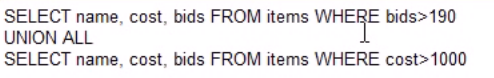 SELECT name, cost, bids FROM items WHERE bids>190
UNION ALL
SELECT name, cost, bids FROM items WHERE cost>1000